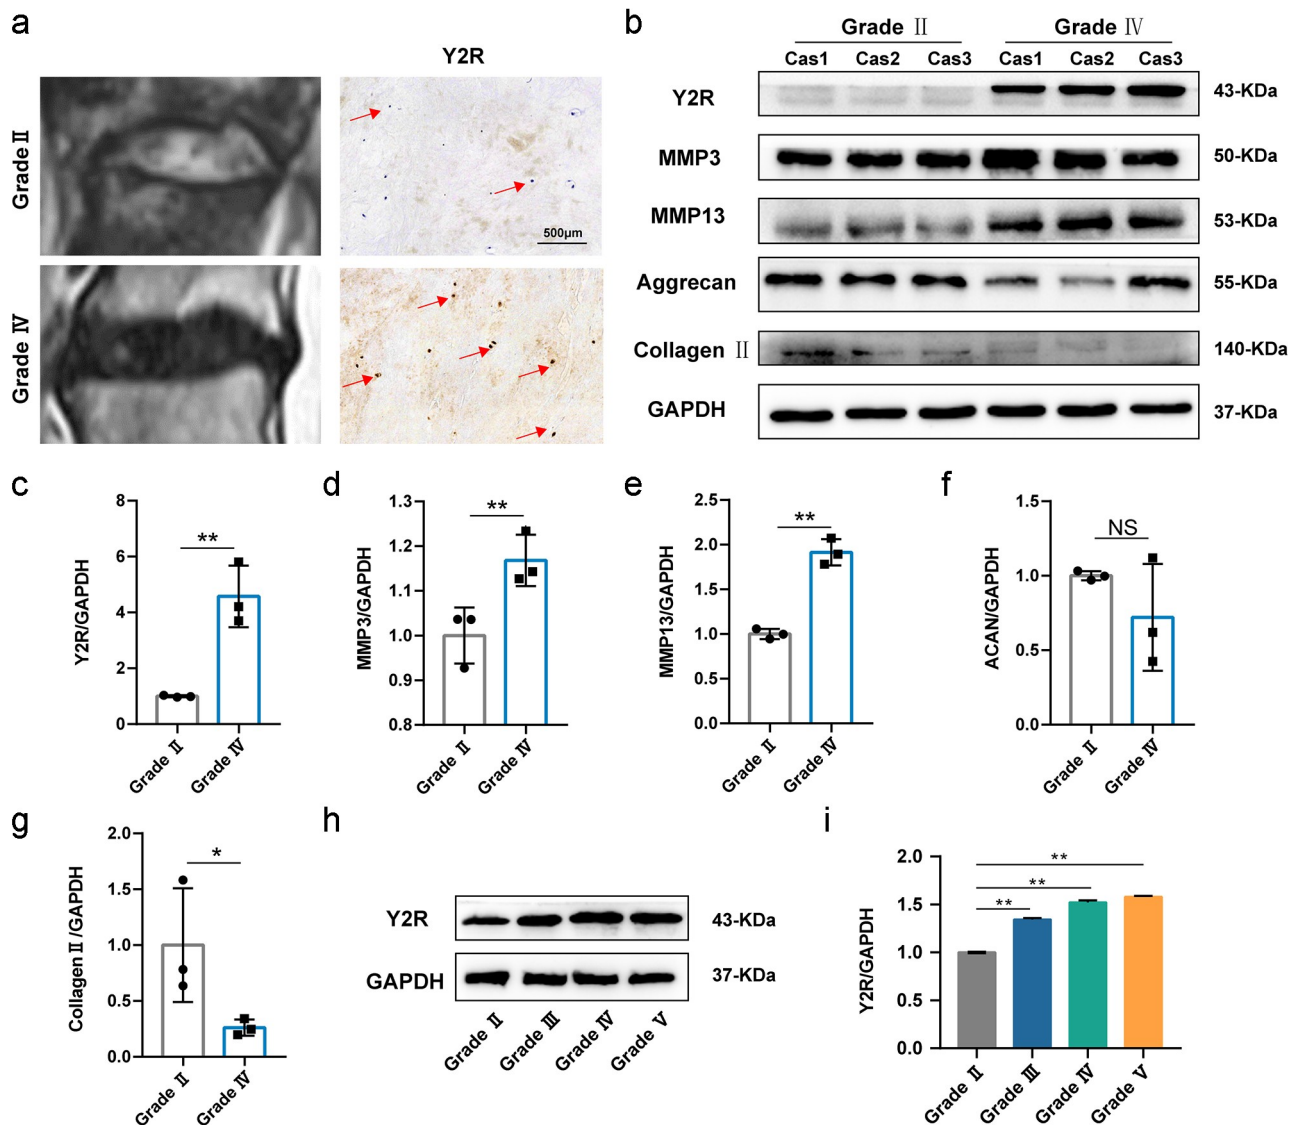 a
Y2R
Grade Ⅱ
500μm
Grade Ⅳ
b
Grade Ⅱ
Grade Ⅳ
Cas1 Cas2 Cas3 Cas1 Cas2 Cas3
Y2R 43-KDa
MMP3 50-KDa
MMP13 53-KDa
Aggrecan 55-KDa
Collagen Ⅱ 140-KDa
GAPDH 37-KDa
c
Y2R/GAPDH
8
6
4
2
0
**
Grade Ⅱ
Grade Ⅳ
d
MMP3/GAPDH
1.3
1.2
1.1
1.0
0.9
0.8
**
Grade Ⅱ
Grade Ⅳ
e
MMP13/GAPDH
2.5
2.0
1.5
1.0
0.5
0.0
**
Grade Ⅱ
Grade Ⅳ
f
ACAN/GAPDH
1.5
1.0
0.5
0.0
NS
Grade Ⅱ
Grade Ⅳ
g
Collagen Ⅱ/GAPDH
2.0
1.5
1.0
0.5
0.0
*
Grade Ⅱ
Grade Ⅳ
h
Y2R 43-KDa
GAPDH 37-KDa
Grade Ⅱ
Grade Ⅲ
Grade Ⅳ
Grade Ⅴ
i
Y2R/GAPDH
2.0
1.5
1.0
0.5
0.0
**
**
**
Grade Ⅱ
Grade Ⅲ
Grade Ⅳ
Grade Ⅴ